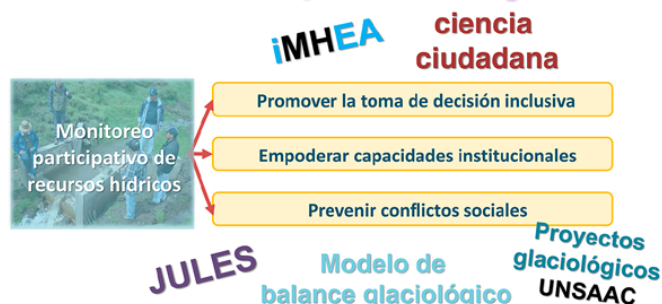 iMHEA
ciencia
ciudadana
Monitoreo
participativo de
recursos hídricos
Promover la toma de decisión inclusiva
Empoderar capacidades institucionales
Prevenir conflictos sociales
JULES
Modelo de
balance glaciológico
Proyectos
glaciológicos
UNSAAC